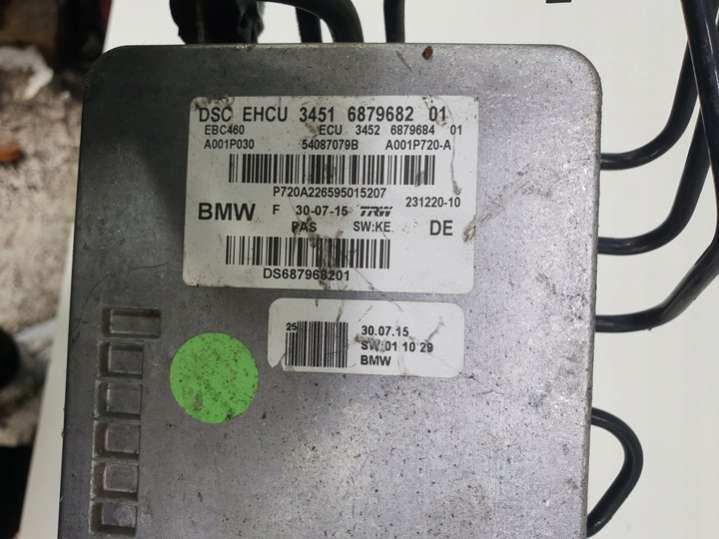 DSC EHCU 3451 6879682 01
EBC460 ECU 3452 6879684 01
A001P030 54087079B A001P720-A
P720A226595015207
BMW F 30-07-15 TRW 231220-10
PAS SW:KE DE
DS687968201
25 30.07.15
SW:01 10 29
BMW